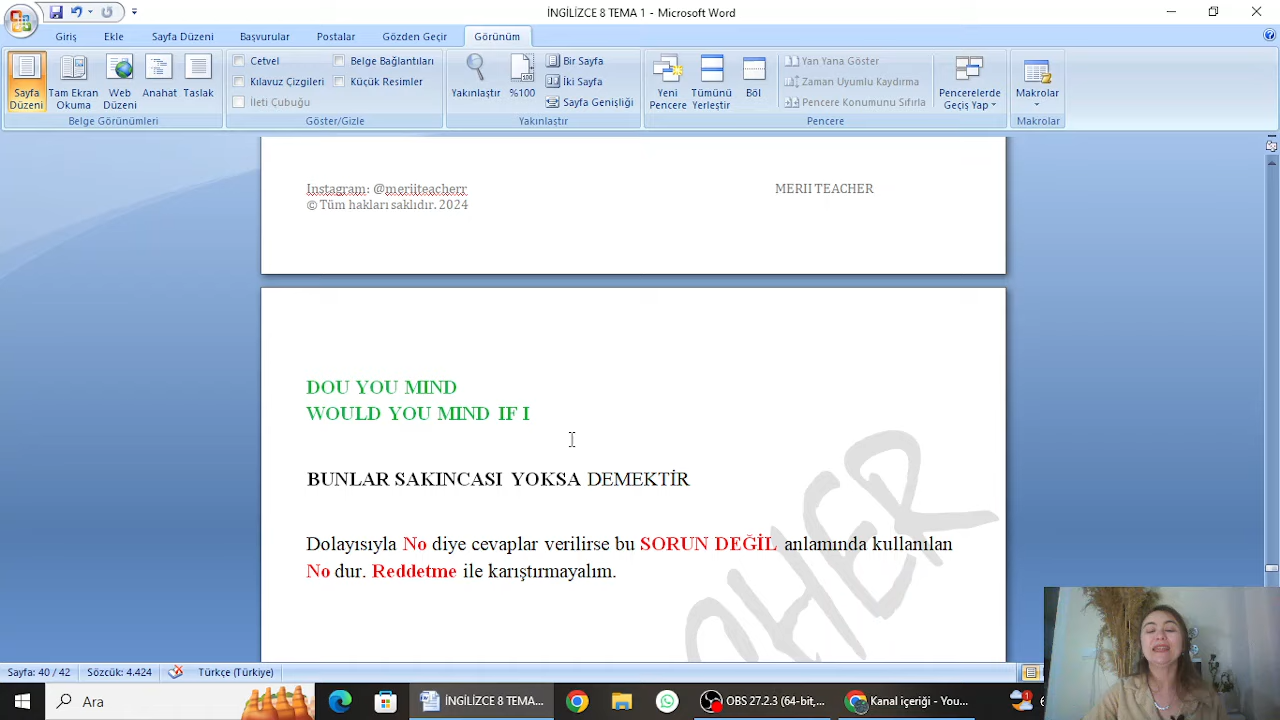 İNGİLİZCE 8 TEMA 1 - Microsoft Word
Giriş Ekle Sayfa Düzeni Başvurular Postalar Gözden Geçir Görünüm
Sayfa Düzeni
Tam Ekran Okuma
Web Düzeni
Anahat
Taslak
Belge Görünümleri
Cetvel
Kılavuz Çizgileri
İleti Çubuğu
Belge Bağlantıları
Küçük Resimler
Göster/Gizle
Yakınlaştır
%100
Bir Sayfa
İki Sayfa
Sayfa Genişliği
Yakınlaştır
Yeni Pencere
Tümünü Yerleştir
Böl
Yan Yana Göster
Zaman Uyumlu Kaydırma
Pencere Konumunu Sıfırla
Pencerelerde Geçiş Yap
Pencere
Makrolar
Makrolar
Instagram: @meriiteacherr MERII TEACHER
© Tüm hakları saklıdır. 2024
DOU YOU MIND
WOULD YOU MIND IF I
BUNLAR SAKINCASI YOKSA DEMEKTİR
Dolayısıyla No diye cevaplar verilirse bu SORUN DEĞİL anlamında kullanılan
No dur. Reddetme ile karıştırmayalım.
Sayfa: 40 / 42 Sözcük: 4.424 Türkçe (Türkiye)
Ara İNGİLİZCE 8 TEMA... OBS 27.2.3 (64-bit,... Kanal içeriği - You...